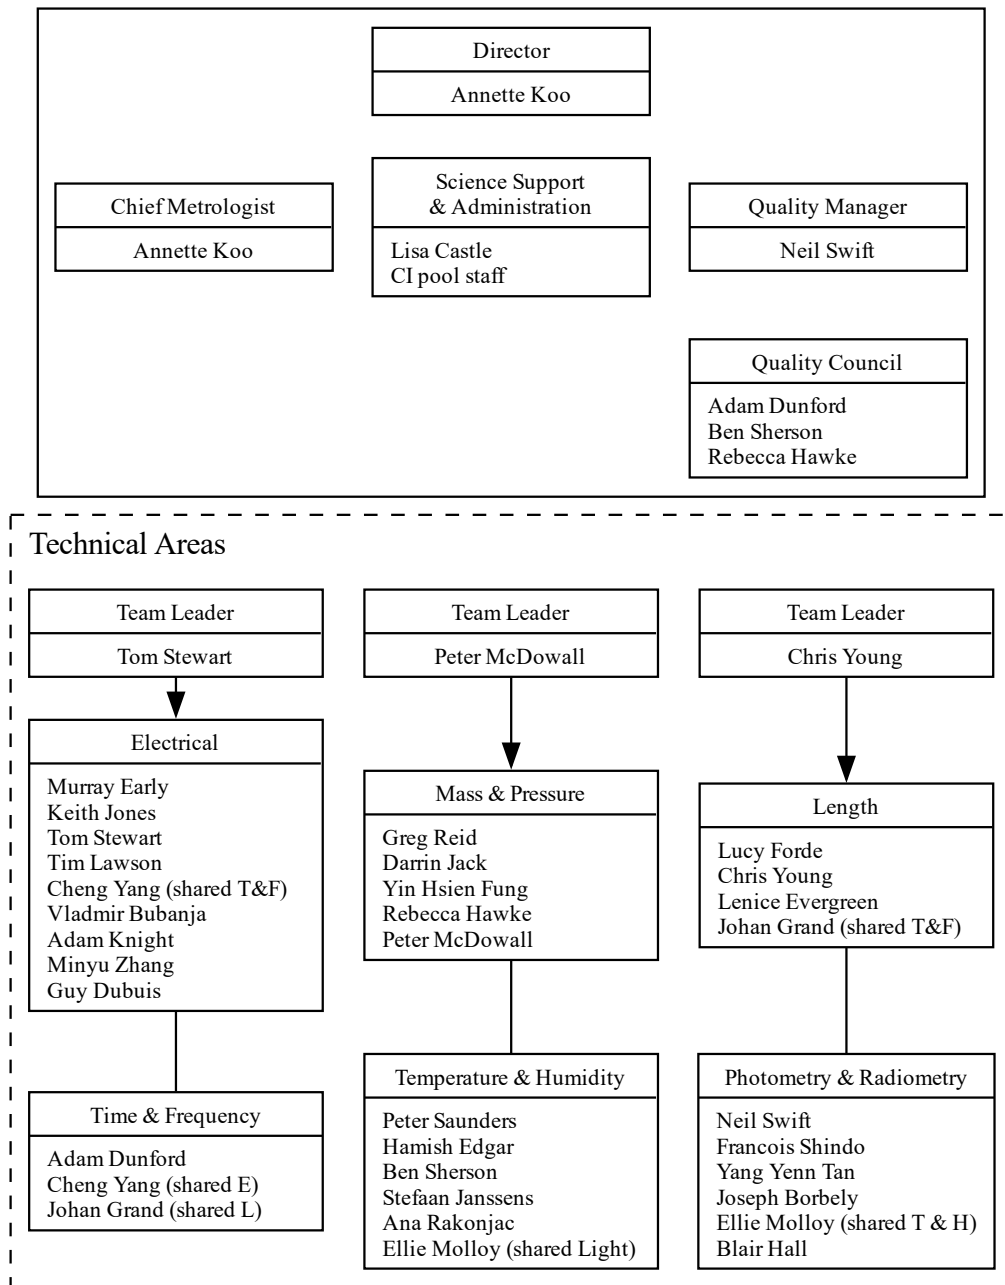 Director
Annette Koo
Science Support
& Administration
Lisa Castle
CI pool staff
Chief Metrologist
Annette Koo
Quality Manager
Neil Swift
Quality Council
Adam Dunford
Ben Sherson
Rebecca Hawke
Technical Areas
Team Leader
Tom Stewart
Electrical
Murray Early
Keith Jones
Tom Stewart
Tim Lawson
Cheng Yang (shared T&F)
Vladmir Bubanja
Adam Knight
Minyu Zhang
Guy Dubuis
Time & Frequency
Adam Dunford
Cheng Yang (shared E)
Johan Grand (shared L)
Team Leader
Peter McDowall
Mass & Pressure
Greg Reid
Darrin Jack
Yin Hsien Fung
Rebecca Hawke
Peter McDowall
Temperature & Humidity
Peter Saunders
Hamish Edgar
Ben Sherson
Stefaan Janssens
Ana Rakonjac
Ellie Molloy (shared Light)
Team Leader
Chris Young
Length
Lucy Forde
Chris Young
Lenice Evergreen
Johan Grand (shared T&F)
Photometry & Radiometry
Neil Swift
Francois Shindo
Yang Yenn Tan
Joseph Borbely
Ellie Molloy (shared T & H)
Blair Hall